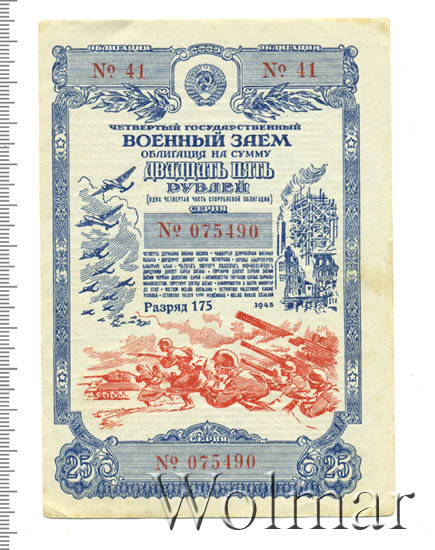 ОБЛИГАЦИЯ ОБЛИГАЦИЯ
№ 41 № 41
ЧЕТВЕРТЫЙ ГОСУДАРСТВЕННЫЙ
ВОЕННЫЙ ЗАЕМ
ОБЛИГАЦИЯ НА СУММУ
ДВАДЦАТЬ ПЯТЬ
РУБЛЕЙ
(ОДНА ЧЕТВЕРТАЯ ЧАСТЬ СТОРУБЛЕВОЙ ОБЛИГАЦИИ)
СЕРИЯ
№ 075490
Разряд 175 1945
СЕРИЯ
25 № 075490 25
Wolmar